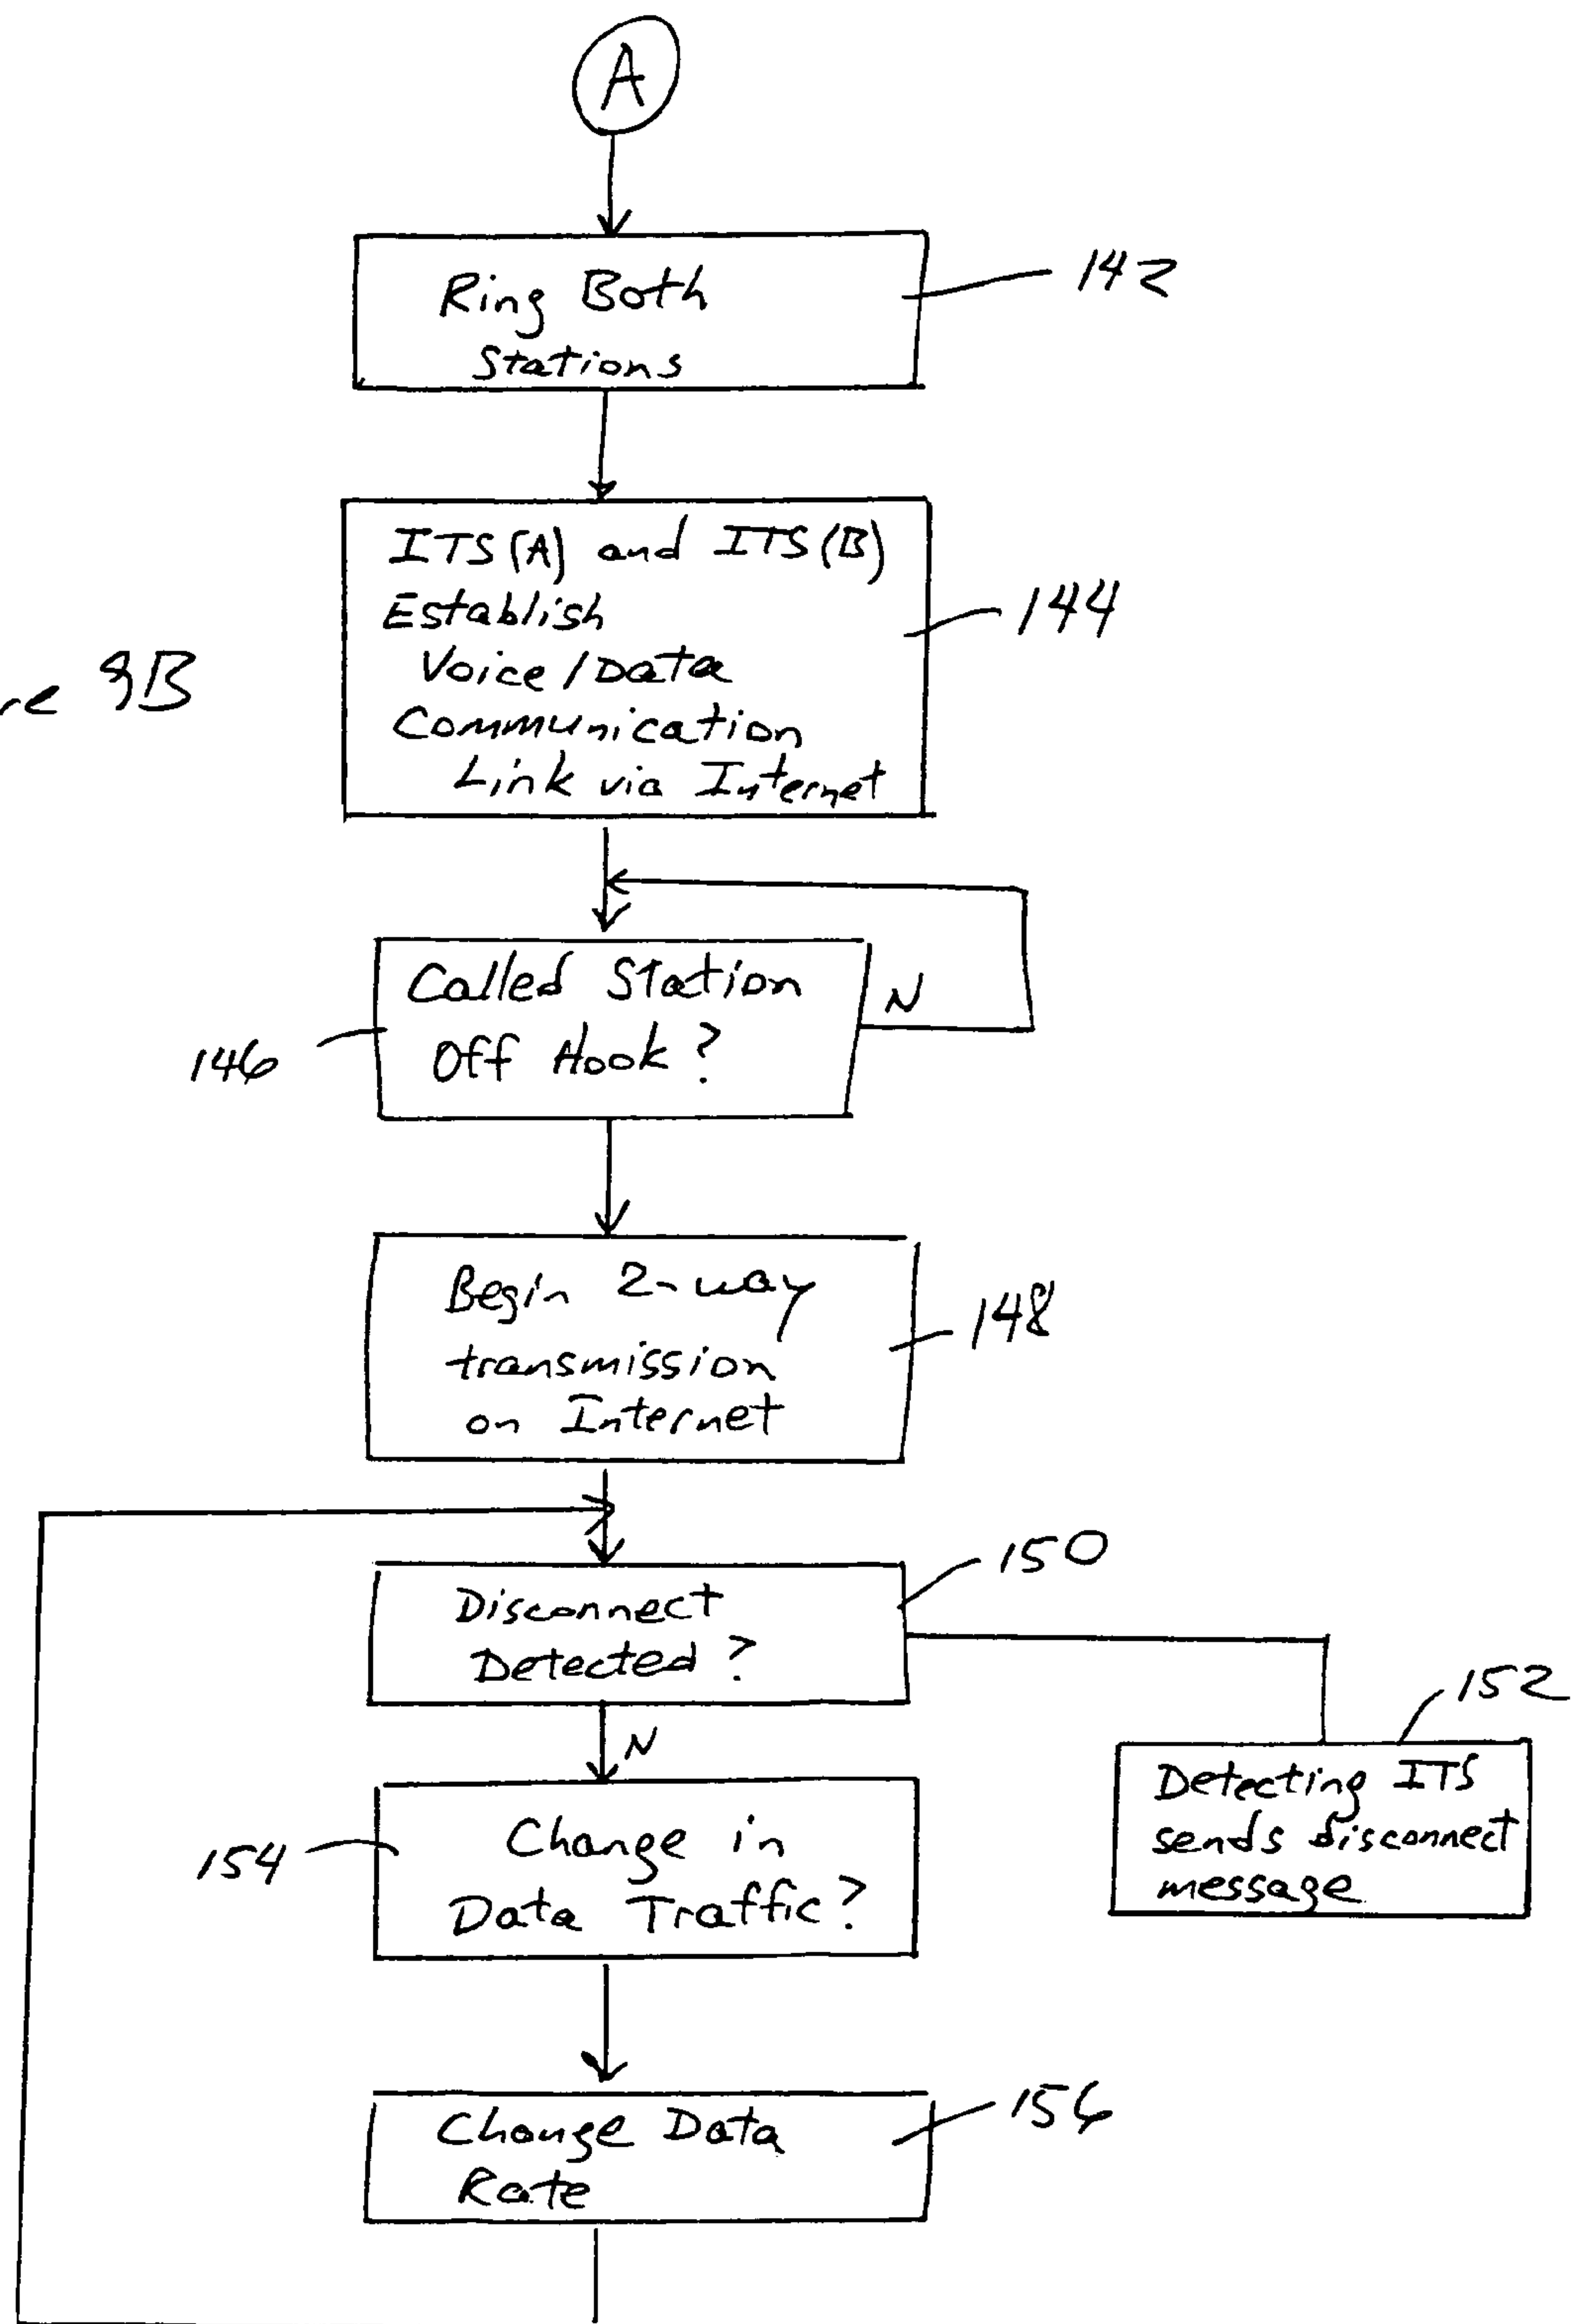 A
Ring Both
Stations
142
ITS(A) and ITS(B)
Establish
Voice/Data
Communication
Link via Internet
144
Called Station
Off Hook?
N
146
Begin 2-way
transmission
on Internet
148
Disconnect
Detected?
150
N
Detecting ITS
sends disconnect
message
152
Change in
Data Traffic?
154
Change Data
Rate
156